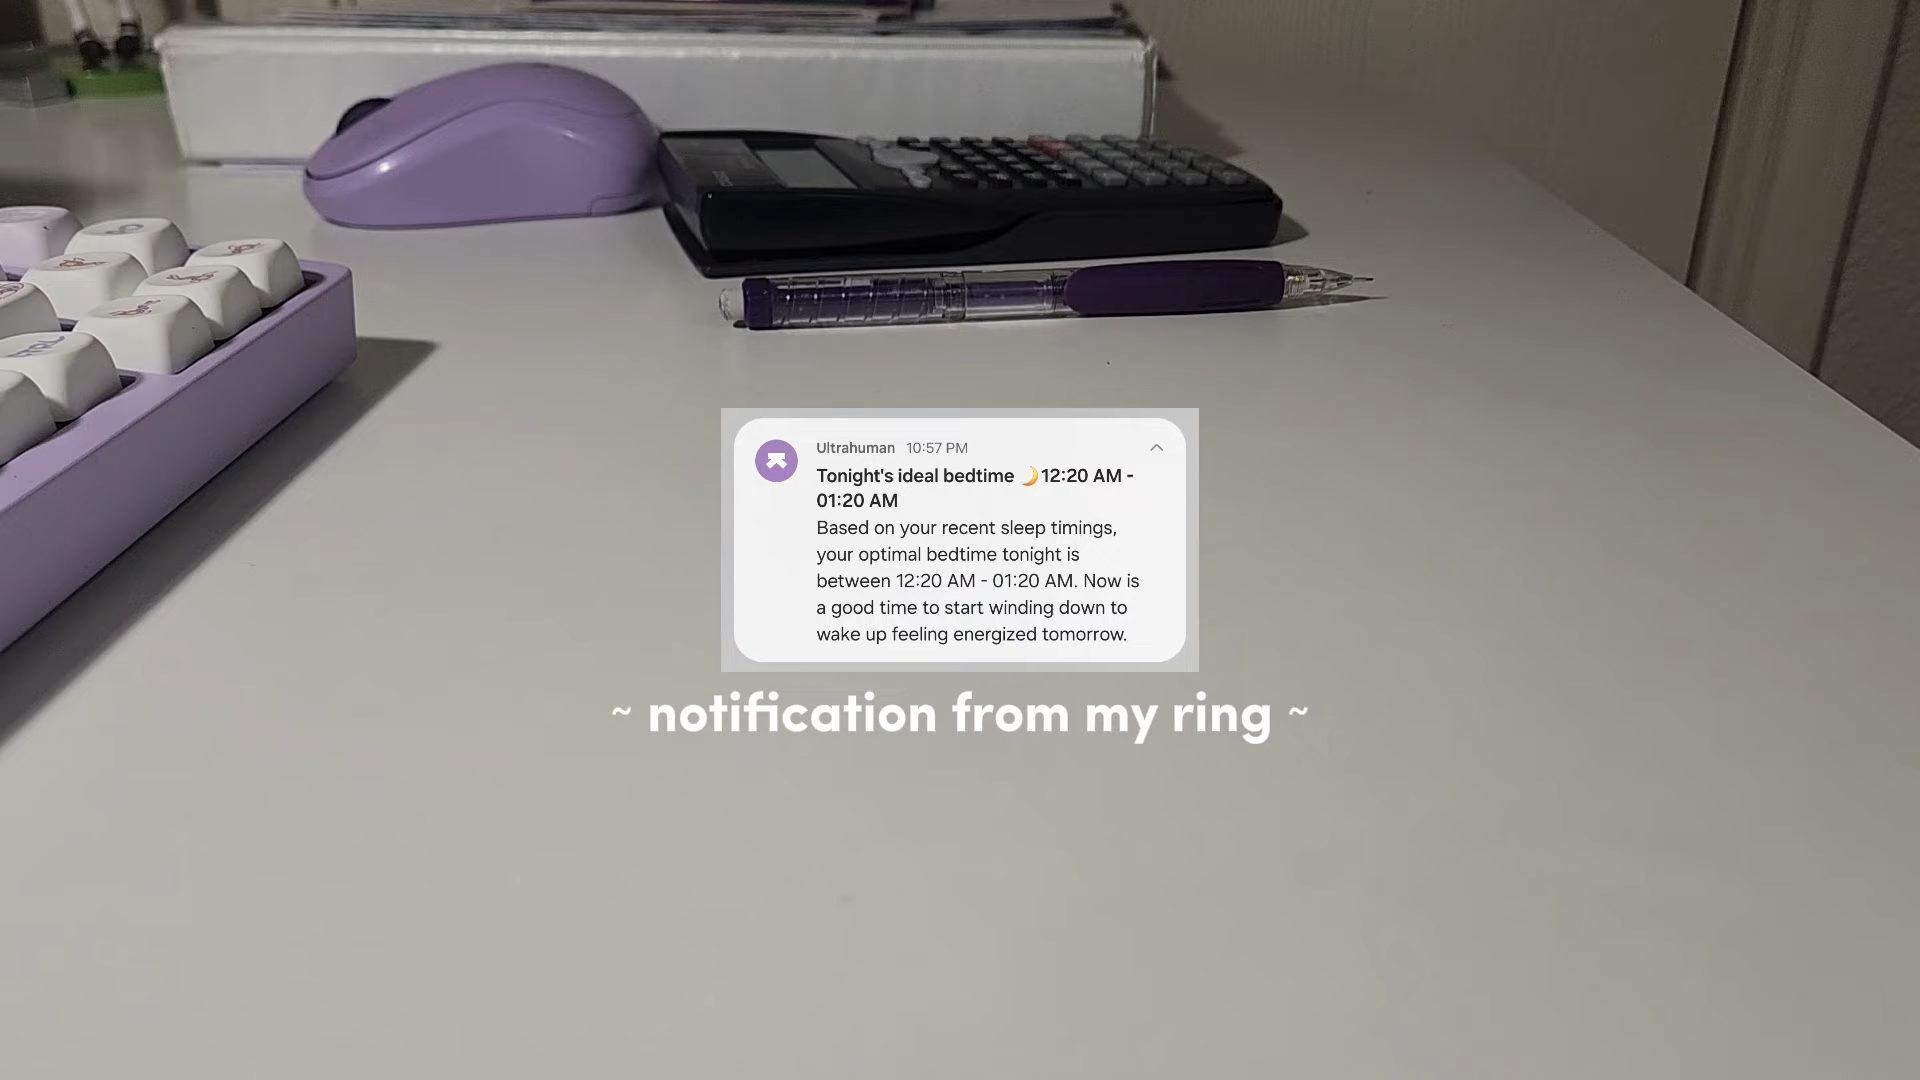 Ultrahuman 10:57 PM
Tonight's ideal bedtime 🌙12:20 AM -
01:20 AM
Based on your recent sleep timings,
your optimal bedtime tonight is
between 12:20 AM - 01:20 AM. Now is
a good time to start winding down to
wake up feeling energized tomorrow.
~ notification from my ring ~